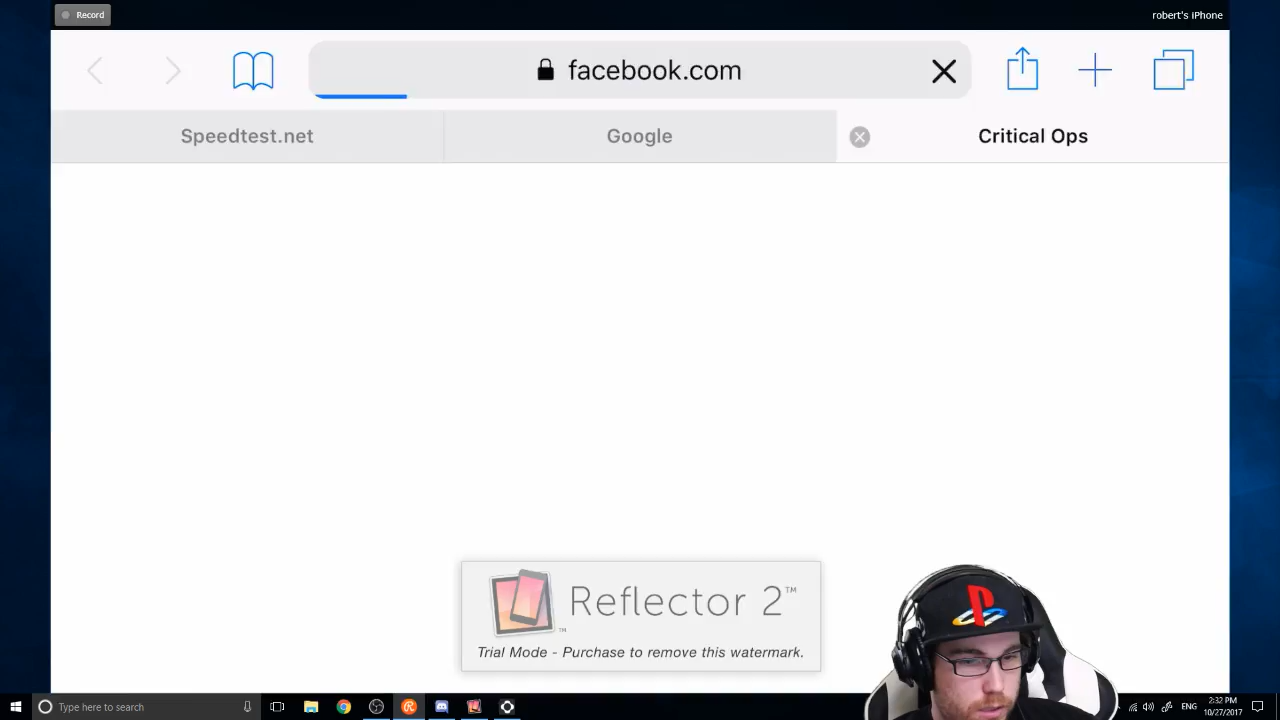 Record
robert's iPhone
facebook.com
Speedtest.net
Google
Critical Ops
Reflector 2™
Trial Mode - Purchase to remove this watermark.
Type here to search
ENG
2:32 PM
10/27/2017